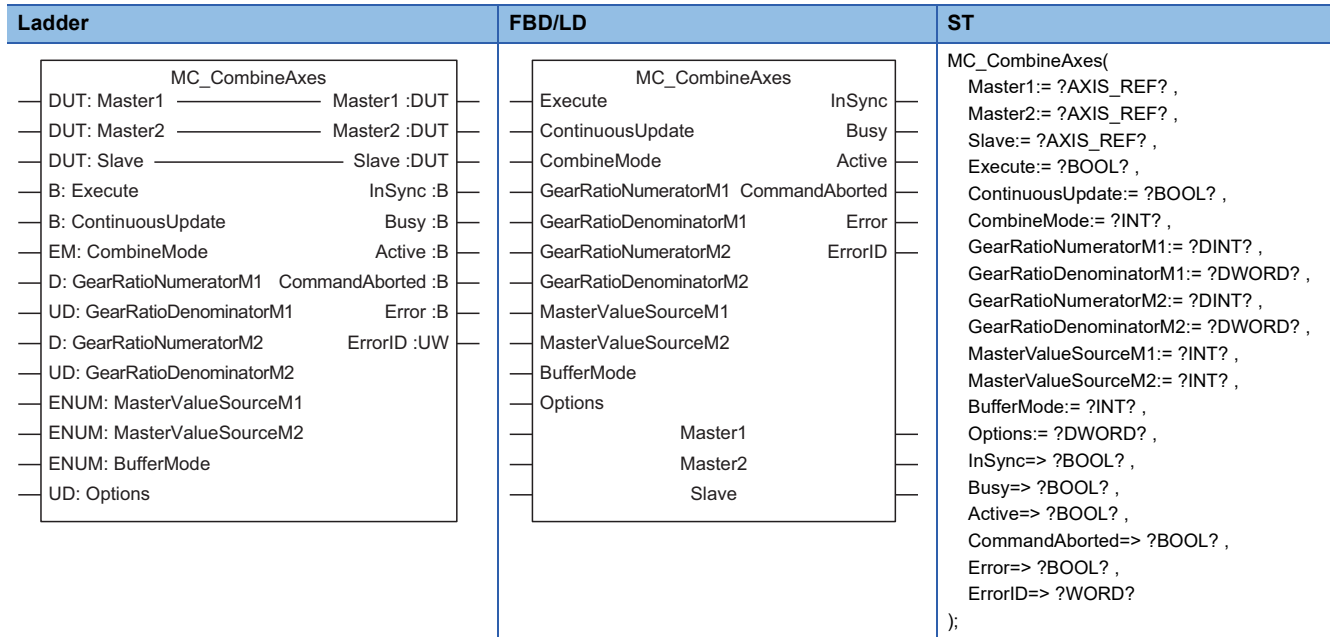 Ladder
FBD/LD
ST
MC_CombineAxes
DUT: Master1 Master1 :DUT
DUT: Master2 Master2 :DUT
DUT: Slave Slave :DUT
B: Execute InSync :B
B: ContinuousUpdate Busy :B
EM: CombineMode Active :B
D: GearRatioNumeratorM1 CommandAborted :B
UD: GearRatioDenominatorM1 Error :B
D: GearRatioNumeratorM2 ErrorID :UW
UD: GearRatioDenominatorM2
ENUM: MasterValueSourceM1
ENUM: MasterValueSourceM2
ENUM: BufferMode
UD: Options
MC_CombineAxes
Execute InSync
ContinuousUpdate Busy
CombineMode Active
GearRatioNumeratorM1 CommandAborted
GearRatioDenominatorM1 Error
GearRatioNumeratorM2 ErrorID
GearRatioDenominatorM2
MasterValueSourceM1
MasterValueSourceM2
BufferMode
Options
Master1
Master2
Slave
MC_CombineAxes(
Master1:= ?AXIS_REF? ,
Master2:= ?AXIS_REF? ,
Slave:= ?AXIS_REF? ,
Execute:= ?BOOL? ,
ContinuousUpdate:= ?BOOL? ,
CombineMode:= ?INT? ,
GearRatioNumeratorM1:= ?DINT? ,
GearRatioDenominatorM1:= ?DWORD? ,
GearRatioNumeratorM2:= ?DINT? ,
GearRatioDenominatorM2:= ?DWORD? ,
MasterValueSourceM1:= ?INT? ,
MasterValueSourceM2:= ?INT? ,
BufferMode:= ?INT? ,
Options:= ?DWORD? ,
InSync=> ?BOOL? ,
Busy=> ?BOOL? ,
Active=> ?BOOL? ,
CommandAborted=> ?BOOL? ,
Error=> ?BOOL? ,
ErrorID=> ?WORD?
);